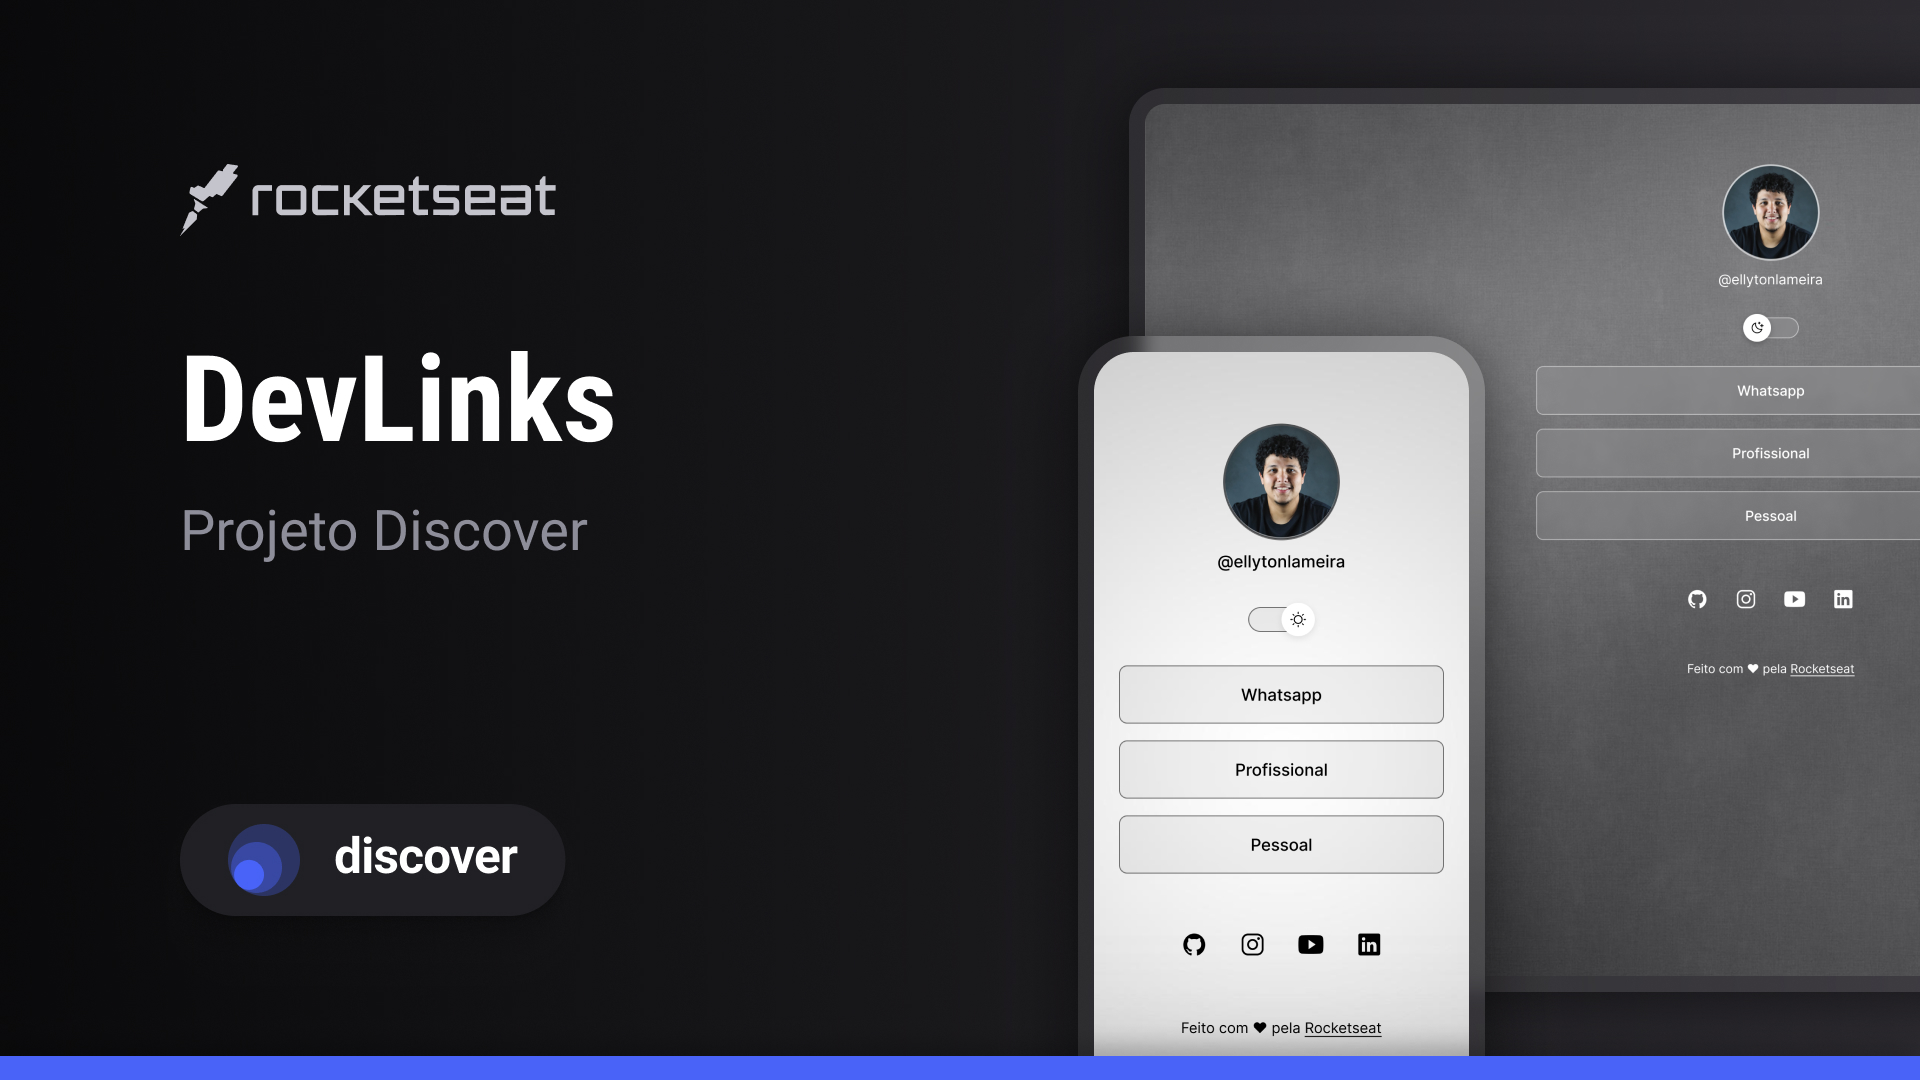 rocketseat
DevLinks
Projeto Discover
discover
@ellytonlameira
Whatsapp
Profissional
Pessoal
Feito com ♥ pela Rocketseat
@ellytonlameira
Whatsapp
Profissional
Pessoal
Feito com ♥ pela Rocketseat